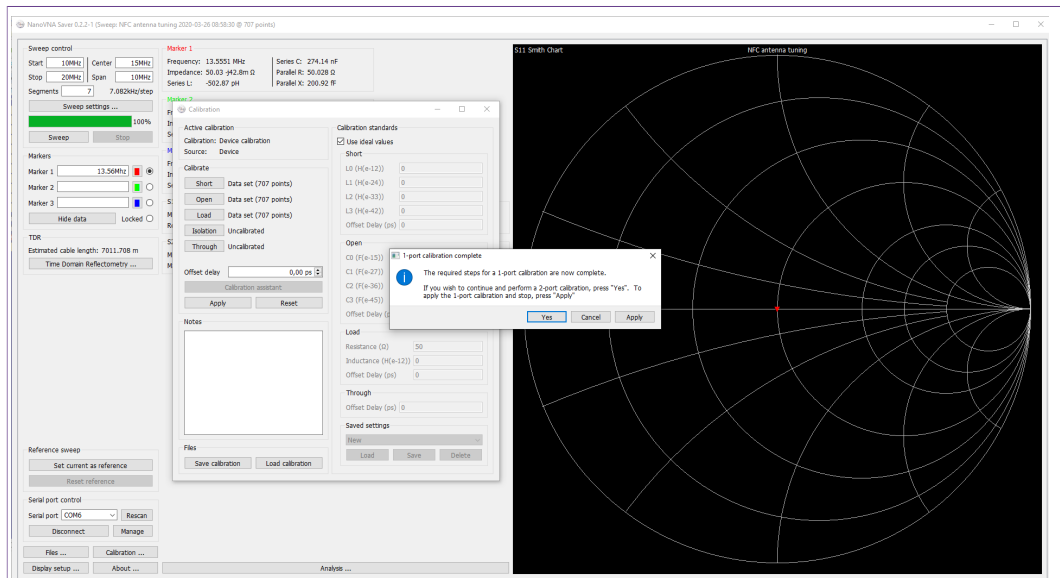 NanoVNA Saver 0.2.2-1 (Sweep: NFC antenna tuning 2020-03-26 08:58:30 @ 707 points)
Sweep control
Start 10MHz Center 15MHz
Stop 20MHz Span 10MHz
Segments 7 7.082kHz/step
Sweep settings ...
100%
Sweep Stop
Markers
Marker 1 13.56Mhz
Marker 2
Marker 3
Hide data Locked
TDR
Estimated cable length: 7011.708 m
Time Domain Reflectometry ...
Reference sweep
Set current as reference
Reset reference
Serial port control
Serial port COM6 Rescan
Disconnect Manage
Files ... Calibration ...
Display setup ... About ...
Marker 1
Frequency: 13.5551 MHz Series C: 274.14 nF
Impedance: 50.03 -j42.8m Ω Parallel R: 50.028 Ω
Series L: -502.87 pH Parallel X: 200.92 fF
Marker 2
Calibration
Active calibration
Calibration: Device calibration
Source: Device
Calibrate
Short Data set (707 points)
Open Data set (707 points)
Load Data set (707 points)
Isolation Uncalibrated
Through Uncalibrated
Offset delay 0,00 ps
Calibration assistant
Apply Reset
Notes
Files
Save calibration Load calibration
Calibration standards
Use ideal values
Short
L0 (H(e-12)) 0
L1 (H(e-24)) 0
L2 (H(e-33)) 0
L3 (H(e-42)) 0
Offset Delay (ps) 0
Open
C0 (F(e-15))
C1 (F(e-27))
C2 (F(e-36))
C3 (F(e-45))
Offset Delay (p
Load
Resistance (Ω) 50
Inductance (H(e-12)) 0
Offset Delay (ps) 0
Through
Offset Delay (ps) 0
Saved settings
New
Load Save Delete
1-port calibration complete
The required steps for a 1-port calibration are now complete.
If you wish to continue and perform a 2-port calibration, press "Yes". To
apply the 1-port calibration and stop, press "Apply"
Yes Cancel Apply
S11 Smith Chart NFC antenna tuning
Analysis ...